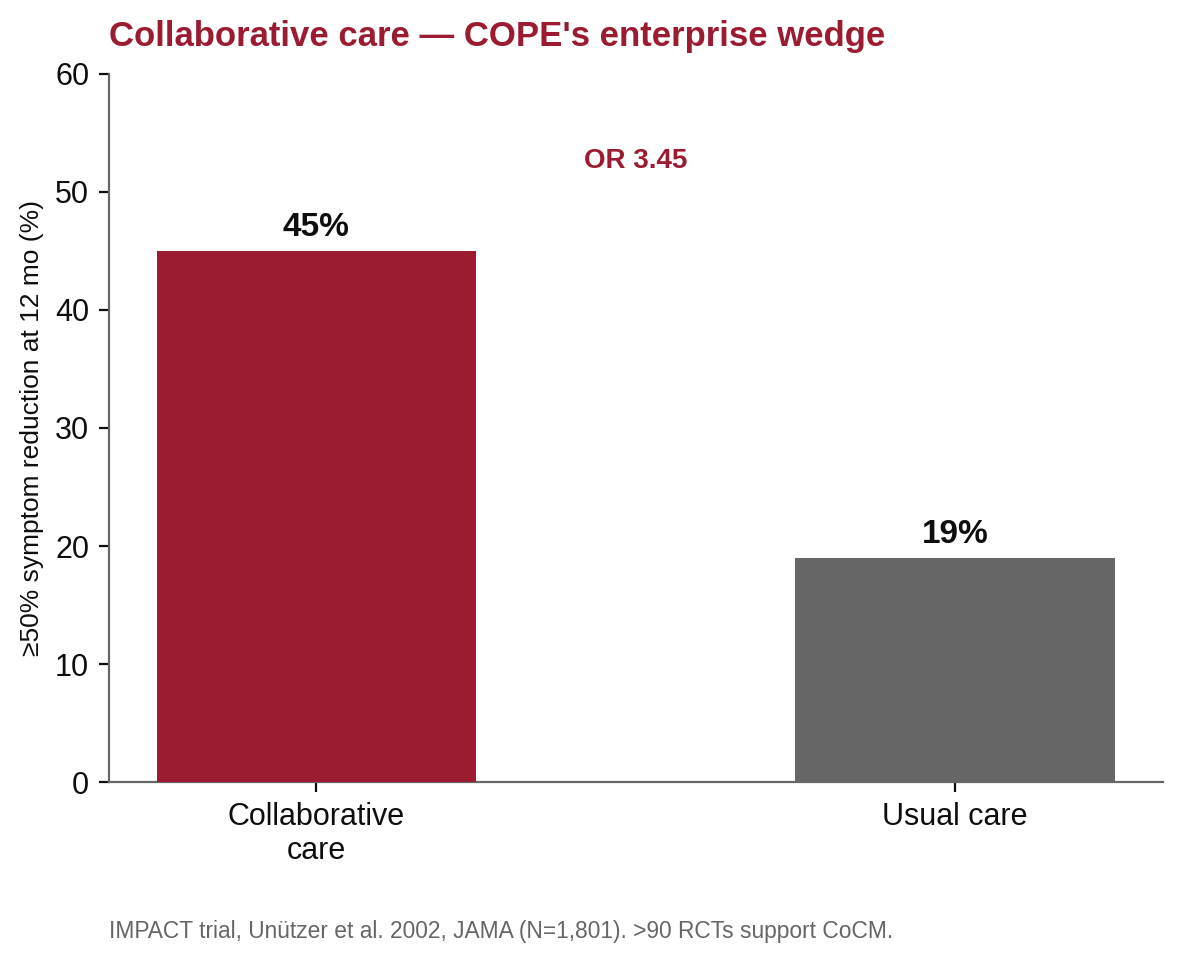 Collaborative care — COPE's enterprise wedge
≥50% symptom reduction at 12 mo (%)
60
50
40
30
20
10
0
OR 3.45
45%
19%
Collaborative
care
Usual care
IMPACT trial, Unützer et al. 2002, JAMA (N=1,801). >90 RCTs support CoCM.